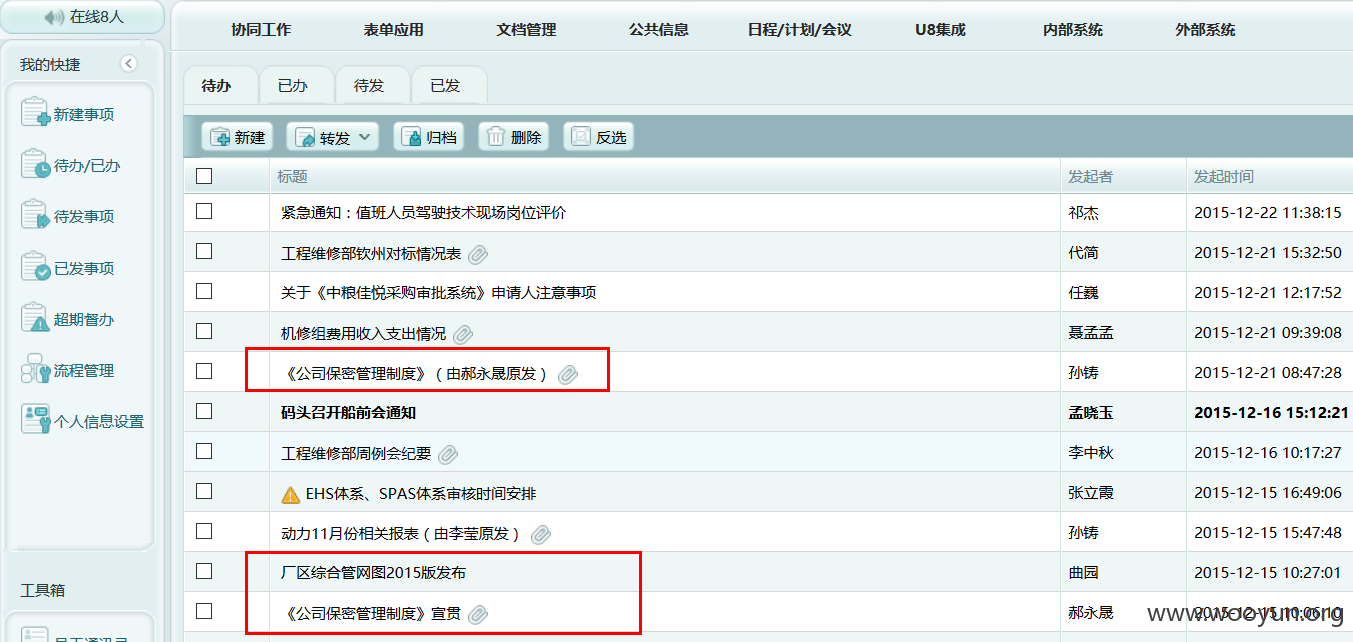 在线8人
协同工作 表单应用 文档管理 公共信息 日程/计划/会议 U8集成 内部系统 外部系统
我的快捷
新建事项
待办/已办
待发事项
已发事项
超期督办
流程管理
个人信息设置
工具箱
待办 已办 待发 已发
新建 转发 归档 删除 反选
标题 发起者 发起时间
紧急通知：值班人员驾驶技术现场岗位评价 祁杰 2015-12-22 11:38:15
工程维修部钦州对标情况表 代简 2015-12-21 15:32:50
关于《中粮佳悦采购审批系统》申请人注意事项 任巍 2015-12-21 12:17:52
机修组费用收入支出情况 聂孟孟 2015-12-21 09:39:08
《公司保密管理制度》（由郝永晟原发） 孙铸 2015-12-21 08:47:28
码头召开船前会通知 孟晓玉 2015-12-16 15:12:21
工程维修部周例会纪要 李中秋 2015-12-16 10:17:27
EHS体系、SPAS体系审核时间安排 张立霞 2015-12-15 16:49:06
动力11月份相关报表（由李莹原发） 孙铸 2015-12-15 15:47:48
厂区综合管网图2015版发布 曲园 2015-12-15 10:27:01
《公司保密管理制度》宣贯 郝永晟 2015-12-15 10:06:10
www.wooyun.org